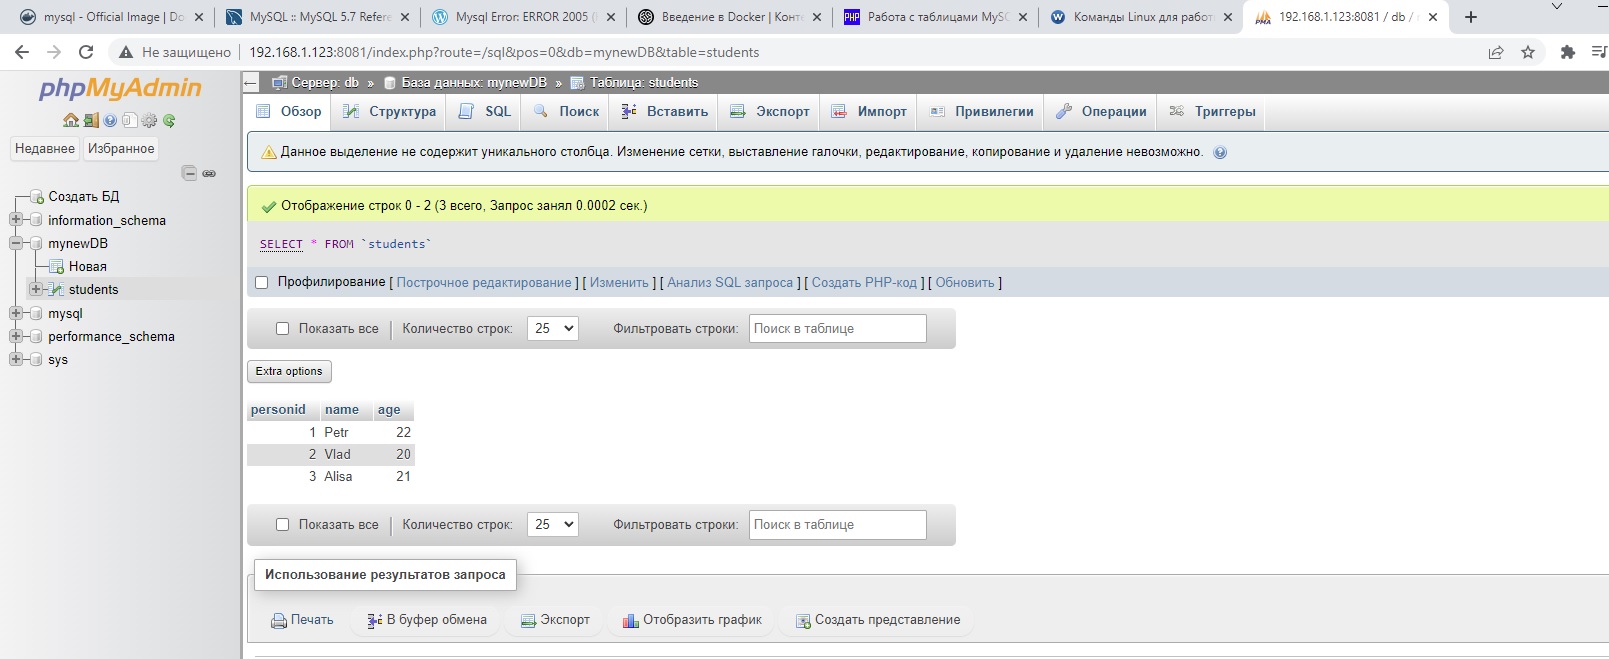 mysql - Official Image | Do
MySQL :: MySQL 5.7 Refere
Mysql Error: ERROR 2005 (
Введение в Docker | Конте
Работа с таблицами MySQ
Команды Linux для работ
192.168.1.123:8081 / db /
Не защищено
192.168.1.123:8081/index.php?route=/sql&pos=0&db=mynewDB&table=students
phpMyAdmin
Недавнее
Избранное
Создать БД
information_schema
mynewDB
Новая
students
mysql
performance_schema
sys
Сервер: db » База данных: mynewDB » Таблица: students
Обзор Структура SQL Поиск Вставить Экспорт Импорт Привилегии Операции Триггеры
Данное выделение не содержит уникального столбца. Изменение сетки, выставление галочки, редактирование, копирование и удаление невозможно.
Отображение строк 0 - 2 (3 всего, Запрос занял 0.0002 сек.)
SELECT * FROM `students`
Профилирование [ Построчное редактирование ] [ Изменить ] [ Анализ SQL запроса ] [ Создать PHP-код ] [ Обновить ]
Показать все | Количество строк: 25 Фильтровать строки: Поиск в таблице
Extra options
personid name age
1 Petr 22
2 Vlad 20
3 Alisa 21
Показать все | Количество строк: 25 Фильтровать строки: Поиск в таблице
Использование результатов запроса
Печать В буфер обмена Экспорт Отобразить график Создать представление